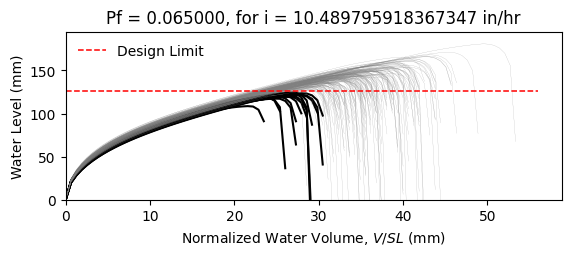 Pf = 0.065000, for i = 10.489795918367347 in/hr
Design Limit
Water Level (mm)
150
100
50
0
0 10 20 30 40 50
Normalized Water Volume, V/SL (mm)